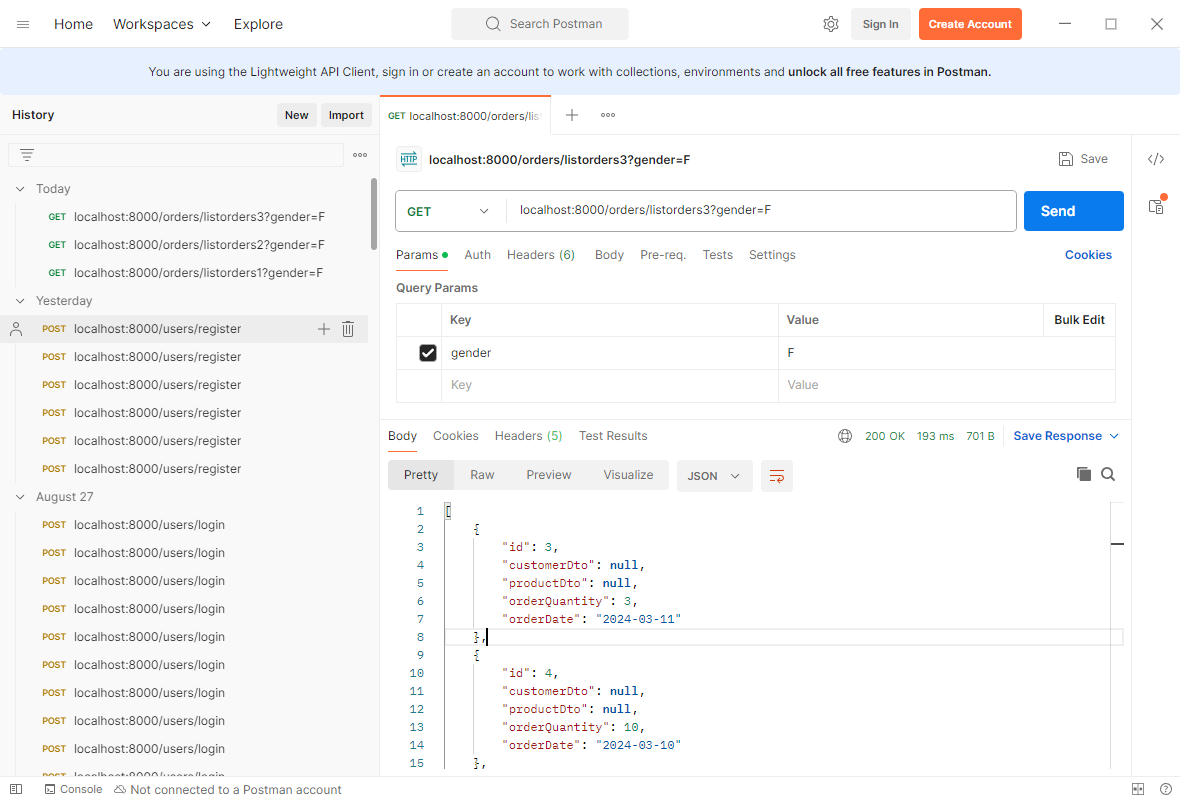 Home Workspaces Explore Search Postman Sign In Create Account
You are using the Lightweight API Client, sign in or create an account to work with collections, environments and unlock all free features in Postman.
History New Import
Today
GET localhost:8000/orders/listorders3?gender=F
GET localhost:8000/orders/listorders2?gender=F
GET localhost:8000/orders/listorders1?gender=F
Yesterday
POST localhost:8000/users/register
POST localhost:8000/users/register
POST localhost:8000/users/register
POST localhost:8000/users/register
POST localhost:8000/users/register
POST localhost:8000/users/register
August 27
POST localhost:8000/users/login
POST localhost:8000/users/login
POST localhost:8000/users/login
POST localhost:8000/users/login
POST localhost:8000/users/login
POST localhost:8000/users/login
POST localhost:8000/users/login
POST localhost:8000/users/login
POST localhost:8000/users/login
POST localhost:8000/users/login
GET localhost:8000/orders/lis
HTTP localhost:8000/orders/listorders3?gender=F Save
GET localhost:8000/orders/listorders3?gender=F Send
Params Auth Headers (6) Body Pre-req. Tests Settings Cookies
Query Params
Key Value Bulk Edit
gender F
Key Value
Body Cookies Headers (5) Test Results 200 OK 193 ms 701 B Save Response
Pretty Raw Preview Visualize JSON
1 [
2 {
3 "id": 3,
4 "customerDto": null,
5 "productDto": null,
6 "orderQuantity": 3,
7 "orderDate": "2024-03-11"
8 },
9 {
10 "id": 4,
11 "customerDto": null,
12 "productDto": null,
13 "orderQuantity": 10,
14 "orderDate": "2024-03-10"
15 },
Console Not connected to a Postman account